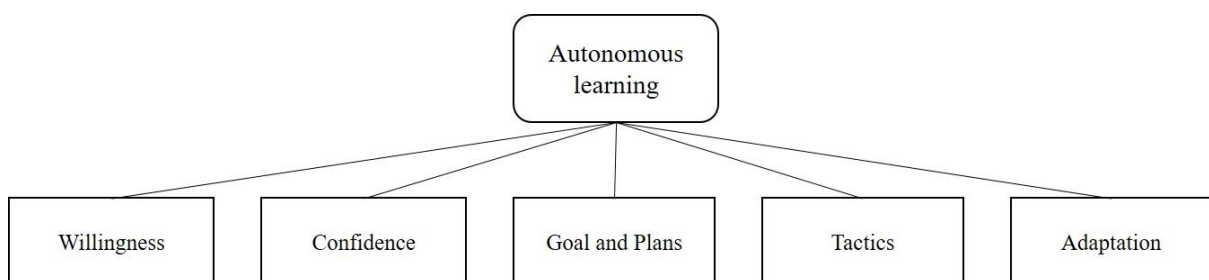 Autonomous
learning
Willingness
Confidence
Goal and Plans
Tactics
Adaptation